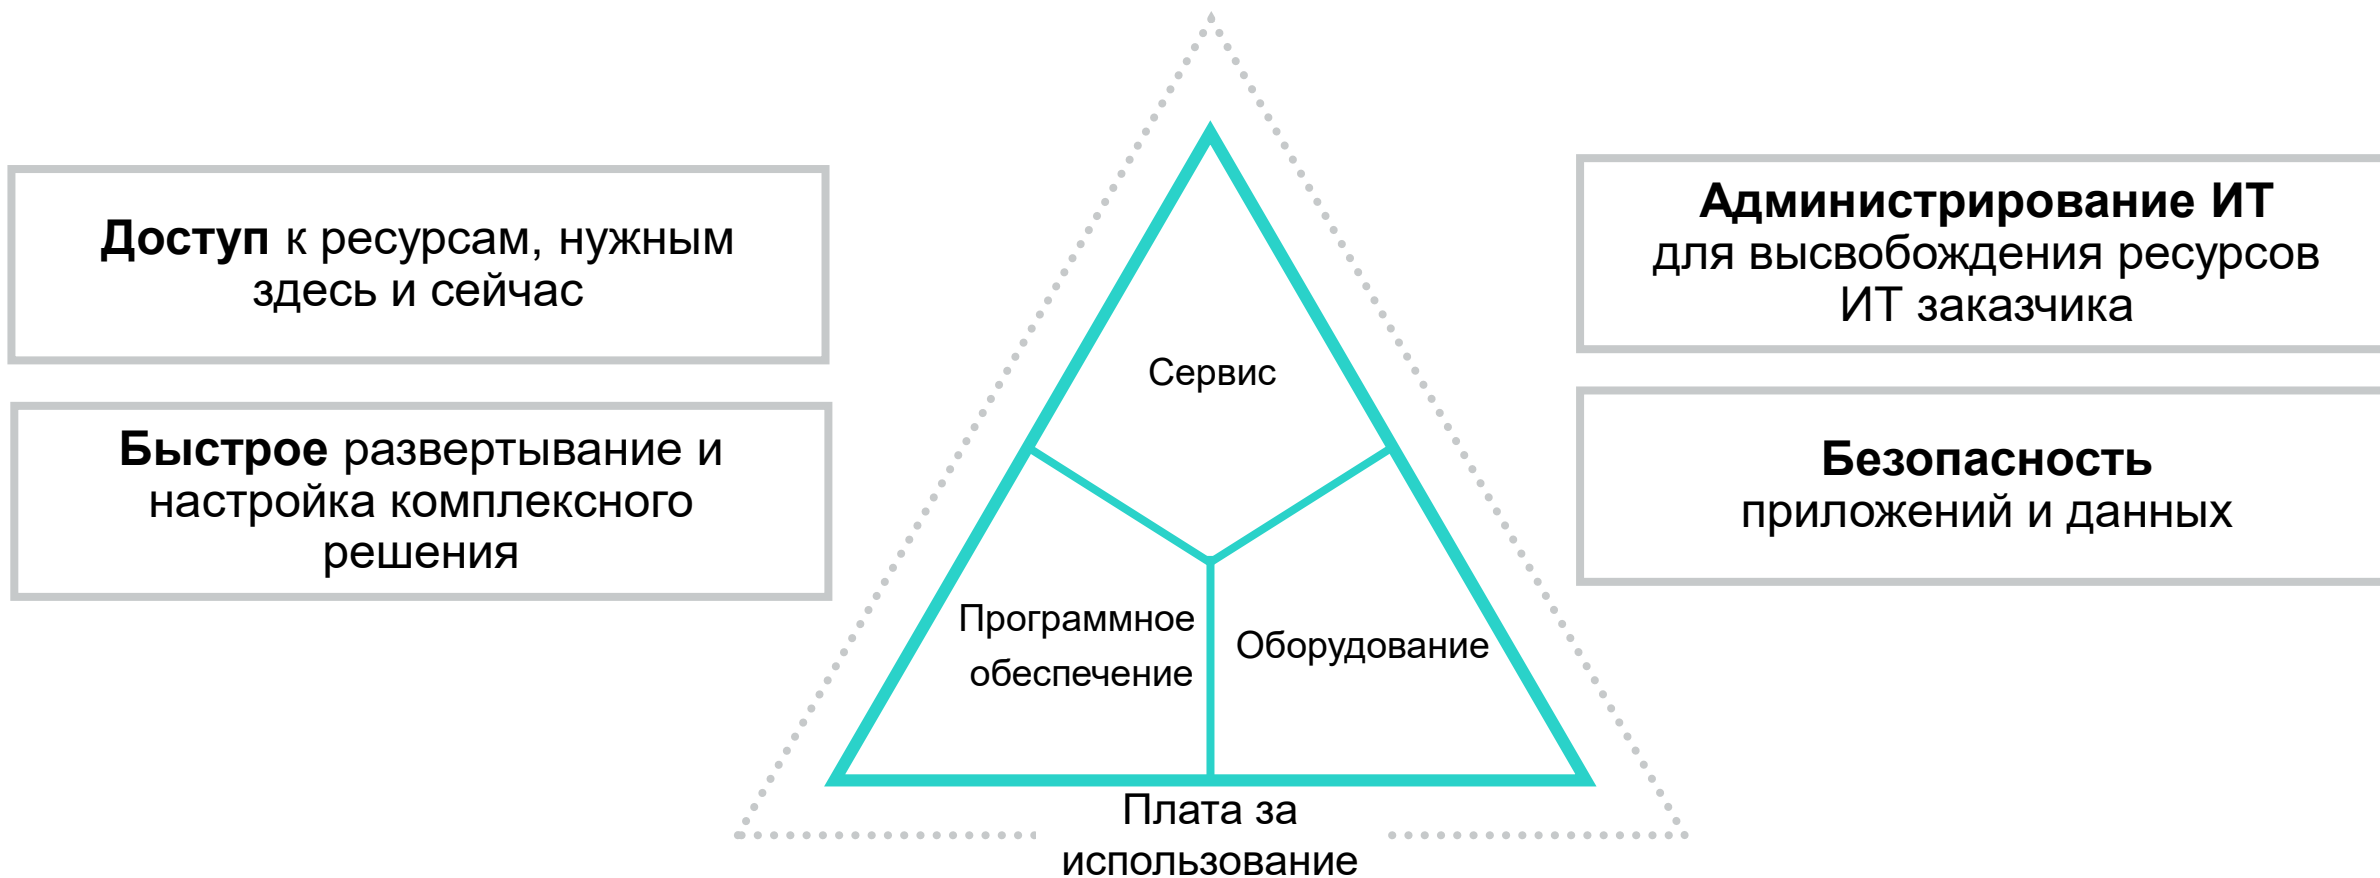 Доступ к ресурсам, нужным
здесь и сейчас
Быстрое развертывание и
настройка комплексного
решения
Сервис
Программное
обеспечение
Оборудование
Плата за
использование
Администрирование ИТ
для высвобождения ресурсов
ИТ заказчика
Безопасность
приложений и данных